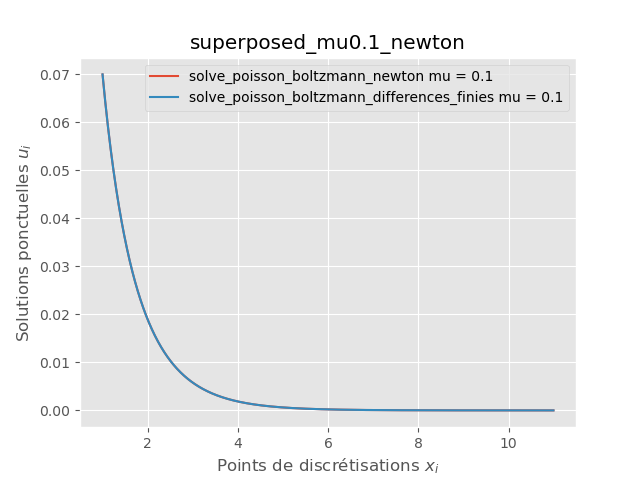 superposed_mu0.1_newton
solve_poisson_boltzmann_newton mu = 0.1
solve_poisson_boltzmann_differences_finies mu = 0.1
Solutions ponctuelles u_i
0.07
0.06
0.05
0.04
0.03
0.02
0.01
0.00
2 4 6 8 10
Points de discrétisations x_i